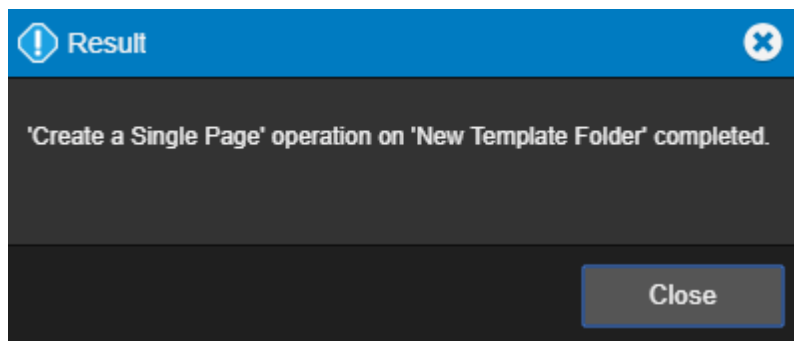 Result
'Create a Single Page' operation on 'New Template Folder' completed.
Close